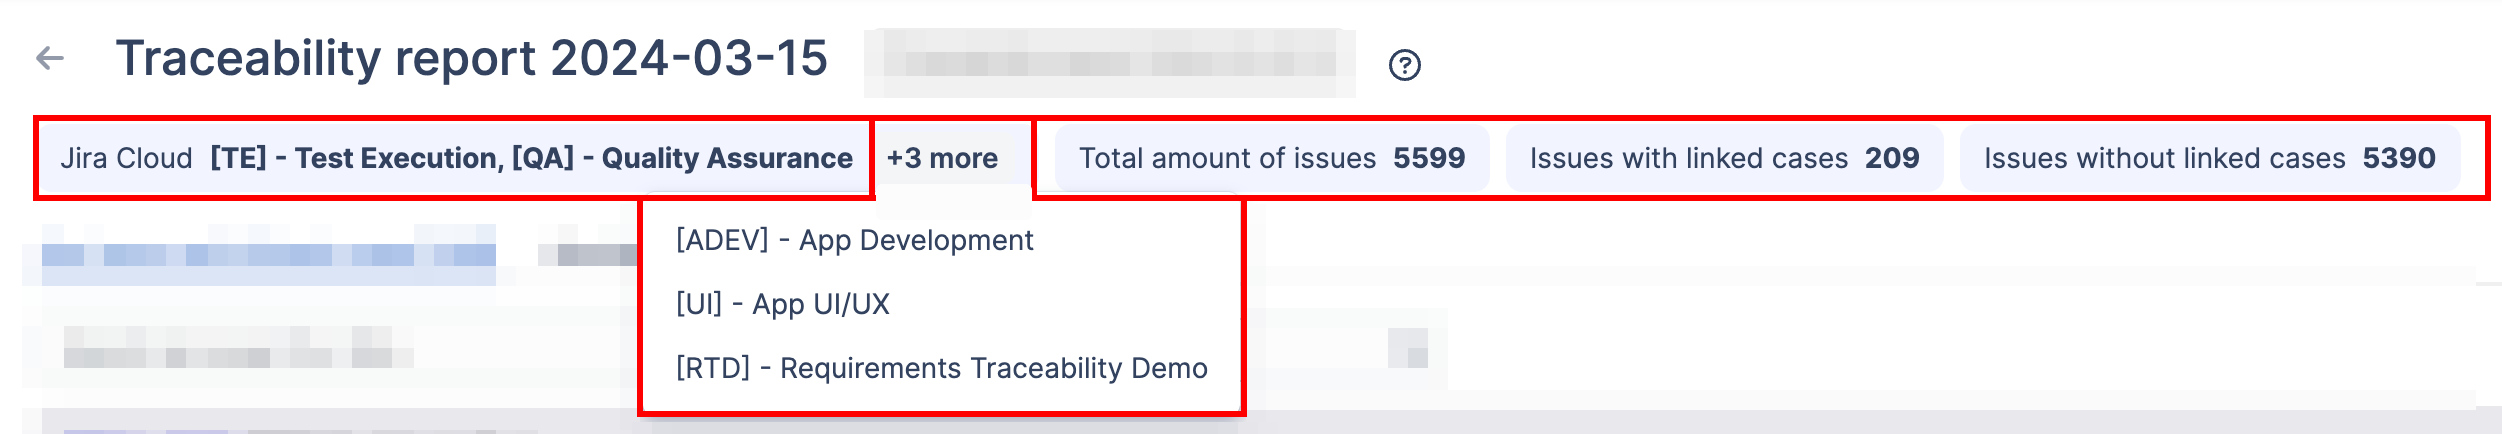 Traceability report 2024-03-15
Jira Cloud [TE] - Test Execution, [QA] - Quality Assurance +3 more Total amount of issues 5599 Issues with linked cases 209 Issues without linked cases 5390
[ADEV] - App Development
[UI] - App UI/UX
[RTD] - Requirements Traceability Demo